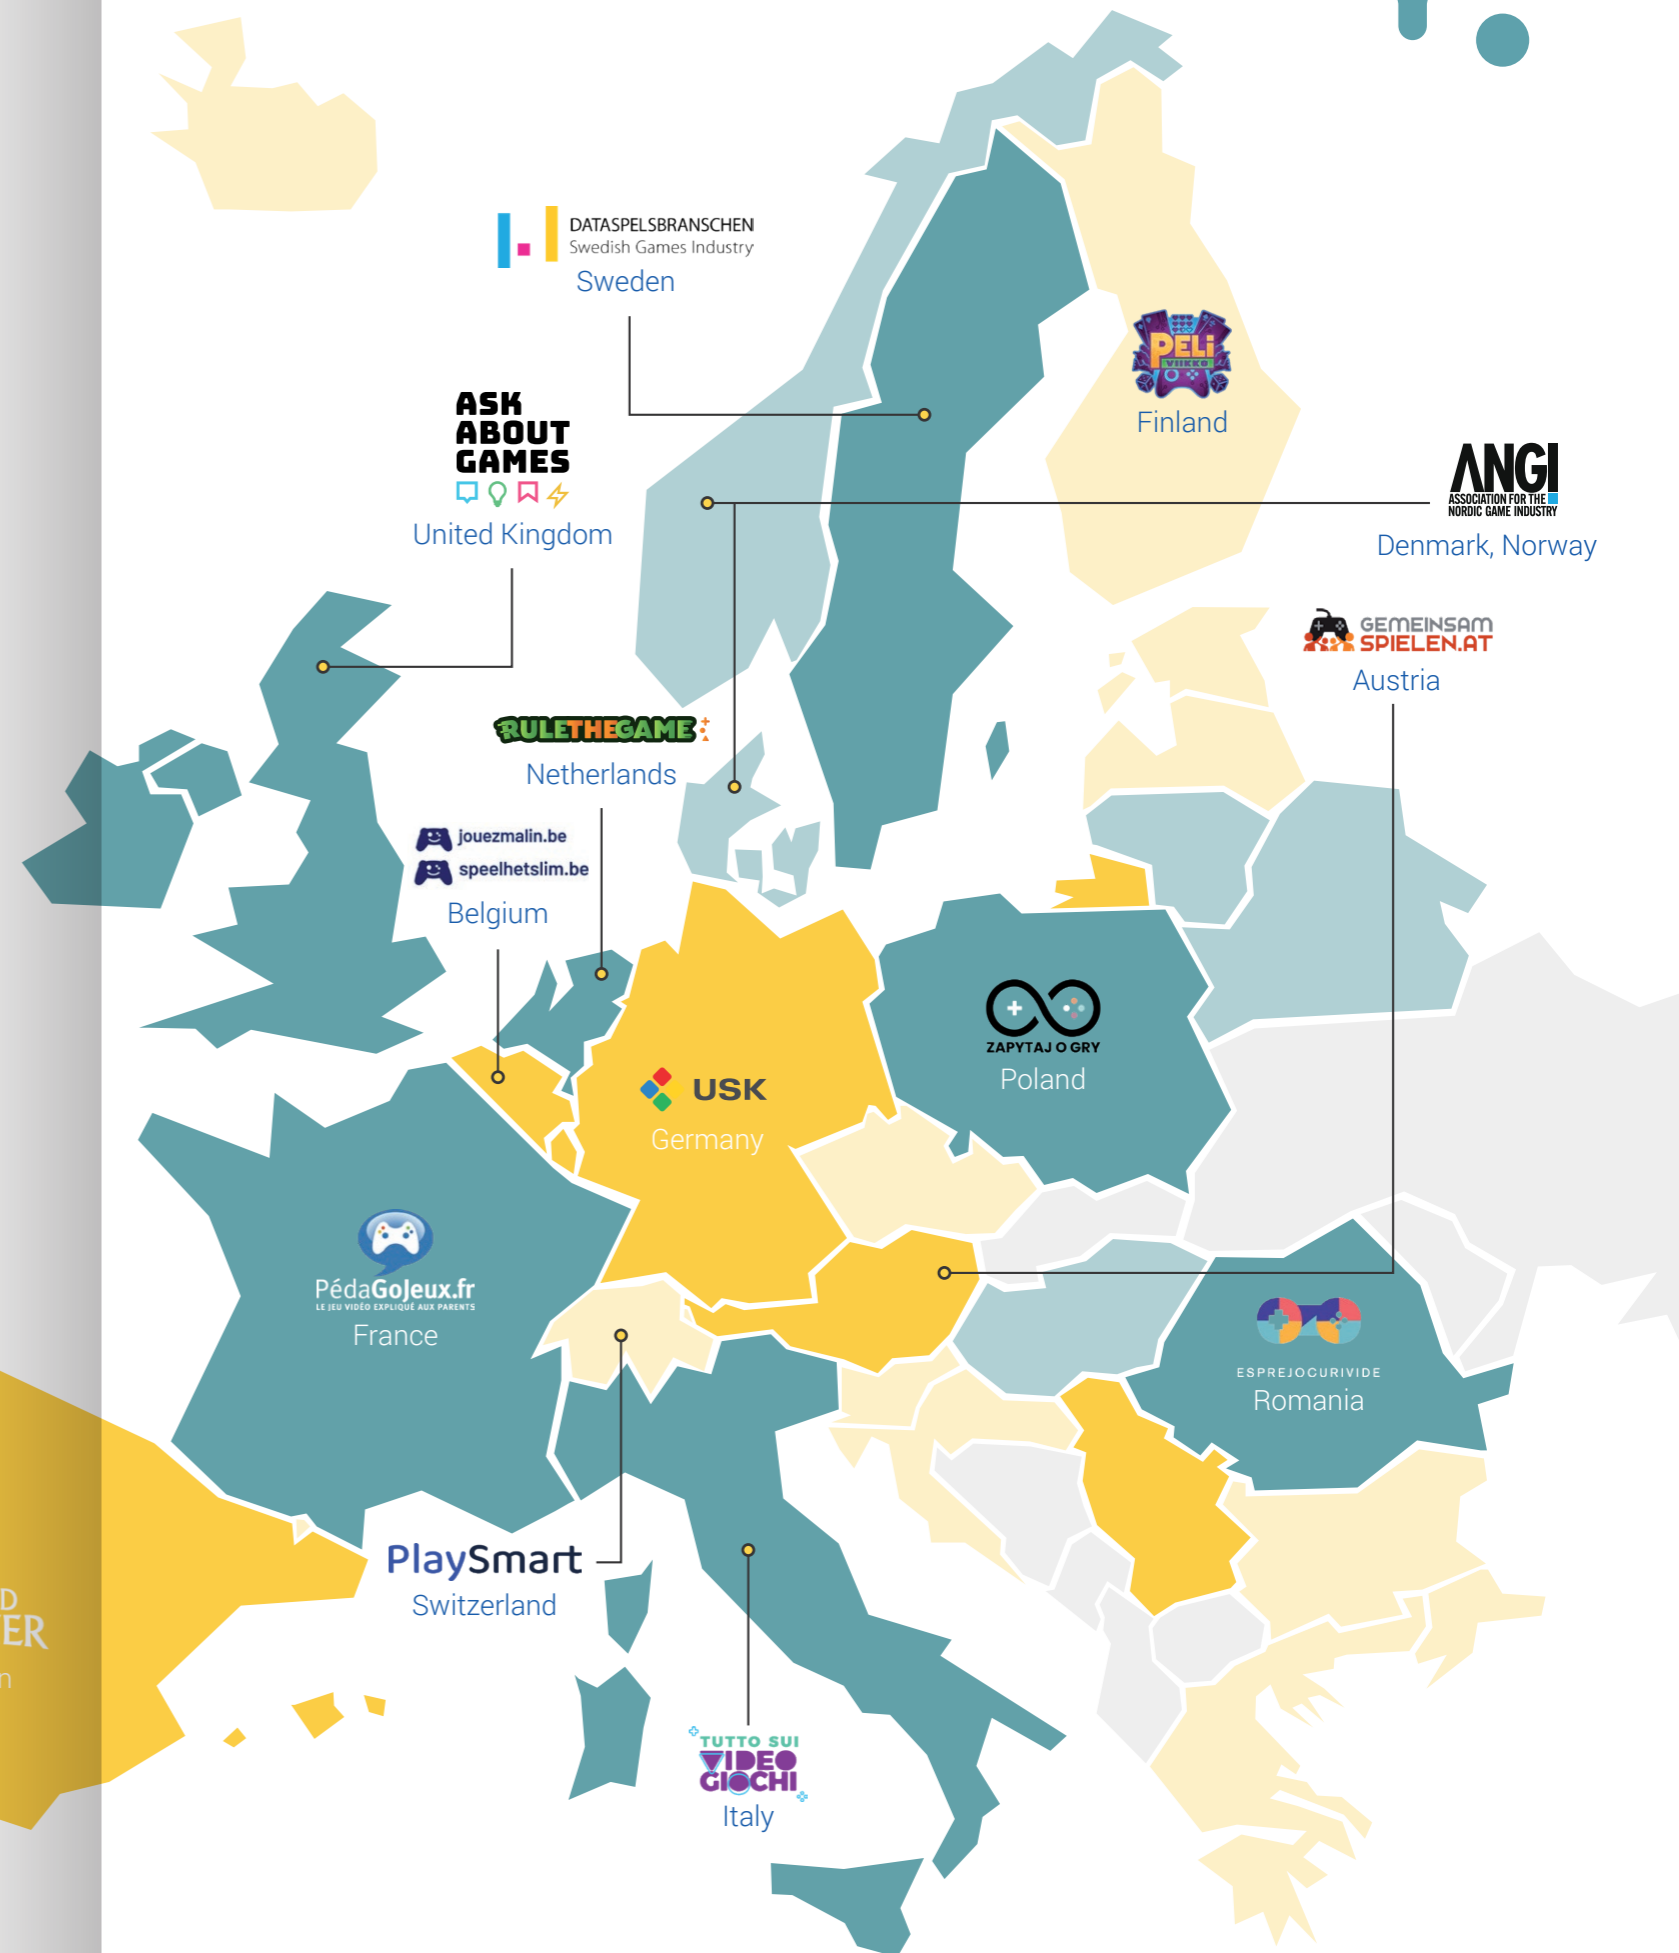 DATASPELSBRANSCHEN
Swedish Games Industry
Sweden
PELI
VIIKKO
Finland
ASK
ABOUT
GAMES
United Kingdom
ANGI
ASSOCIATION FOR THE
NORDIC GAME INDUSTRY
Denmark, Norway
GEMEINSAM
SPIELEN.AT
Austria
RULETHEGAME
Netherlands
jouezmalin.be
speelhetslim.be
Belgium
ZAPYTAJ O GRY
Poland
USK
Germany
PédaGoJeux.fr
LE JEU VIDÉO EXPLIQUÉ AUX PARENTS
France
ESPREJOCURIVIDE
Romania
PlaySmart
Switzerland
D
ER
n
TUTTO SUI
VIDEO
GIOCHI
Italy